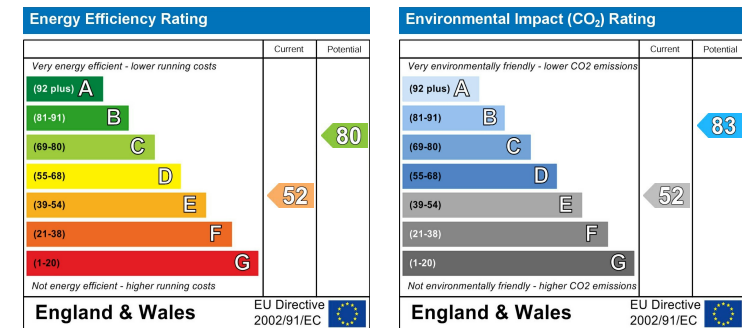 Energy Efficiency Rating
Current Potential
Very energy efficient - lower running costs
(92 plus) A
(81-91) B
(69-80) C
80
(55-68) D
(39-54) E
52
(21-38) F
(1-20) G
Not energy efficient - higher running costs
England & Wales
EU Directive
2002/91/EC
Environmental Impact (CO₂) Rating
Current Potential
Very environmentally friendly - lower CO2 emissions
(92 plus) A
(81-91) B
83
(69-80) C
(55-68) D
(39-54) E
52
(21-38) F
(1-20) G
Not environmentally friendly - higher CO2 emissions
England & Wales
EU Directive
2002/91/EC